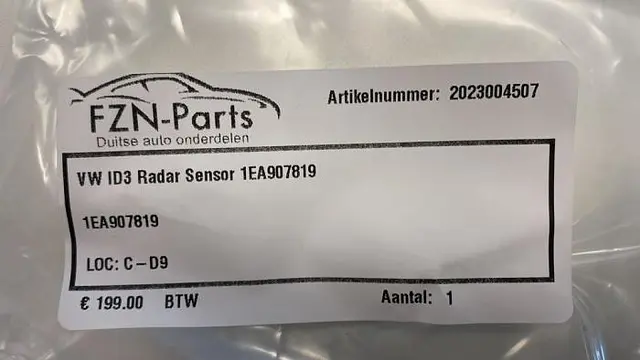 FZN-Parts
Duitse auto onderdelen
Artikelnummer: 2023004507
VW ID3 Radar Sensor 1EA907819
1EA907819
LOC: C-D9
€ 199.00 BTW
Aantal: 1